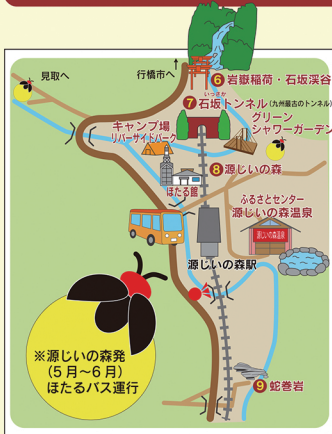 見取へ
行橋市へ
❻岩嶽稲荷・石坂渓谷
いっさか
❼石坂トンネル(九州最古のトンネル)
グリーン
シャワーガーデン
キャンプ場
リバーサイドパーク
ほたる館
❽源じいの森
ふるさとセンター
源じいの森温泉
源じいの森温泉
源じいの森駅
※源じいの森発
(5月～6月)
ほたるバス運行
❾蛇巻岩